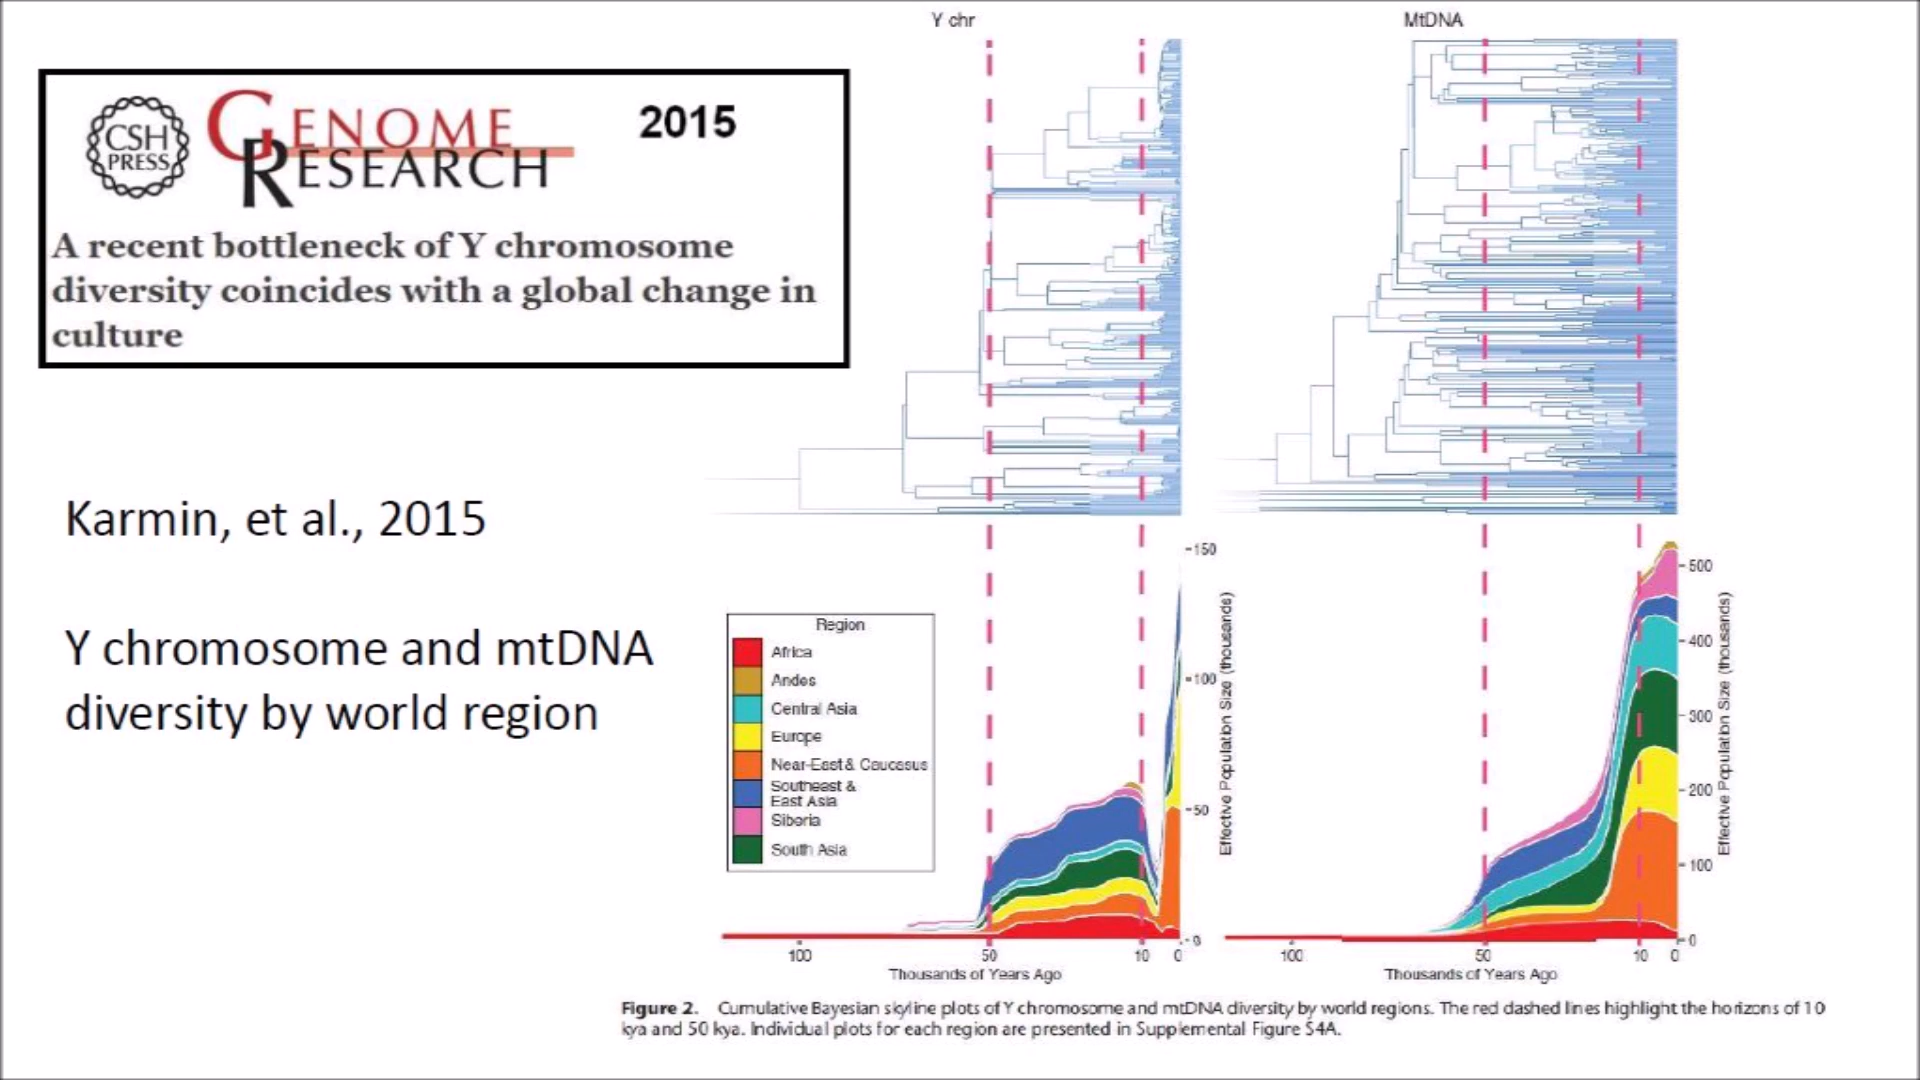 Y chr
MtDNA
CSH
PRESS
GENOME
RESEARCH
2015
A recent bottleneck of Y chromosome
diversity coincides with a global change in
culture
Karmin, et al., 2015
Y chromosome and mtDNA
diversity by world region
Region
Africa
Andes
Central Asia
Europe
Near-East & Caucasus
Southeast &
East Asia
Siberia
South Asia
150
100
50
0
Effective Population Size (thousands)
100
50
10
0
Thousands of Years Ago
500
400
300
200
100
0
Effective Population Size (thousands)
100
50
10
0
Thousands of Years Ago
Figure 2. Cumulative Bayesian skyline plots of Y chromosome and mtDNA diversity by world regions. The red dashed lines highlight the horizons of 10
kya and 50 kya. Individual plots for each region are presented in Supplemental Figure S4A.